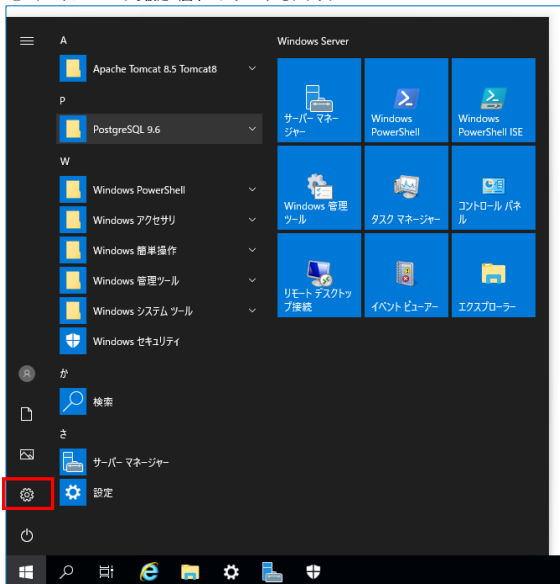 A
Windows Server
Apache Tomcat 8.5 Tomcat8
P
PostgreSQL 9.6
サーバー マネー
ジャー
Windows
PowerShell
Windows
PowerShell ISE
W
Windows PowerShell
Windows アクセサリ
Windows 簡単操作
Windows 管理ツール
Windows システム ツール
Windows セキュリティ
Windows 管理
ツール
タスク マネージャー
コントロール パネ
ル
リモート デスクトッ
プ接続
イベント ビューアー
エクスプローラー
か
検索
さ
サーバー マネージャー
設定